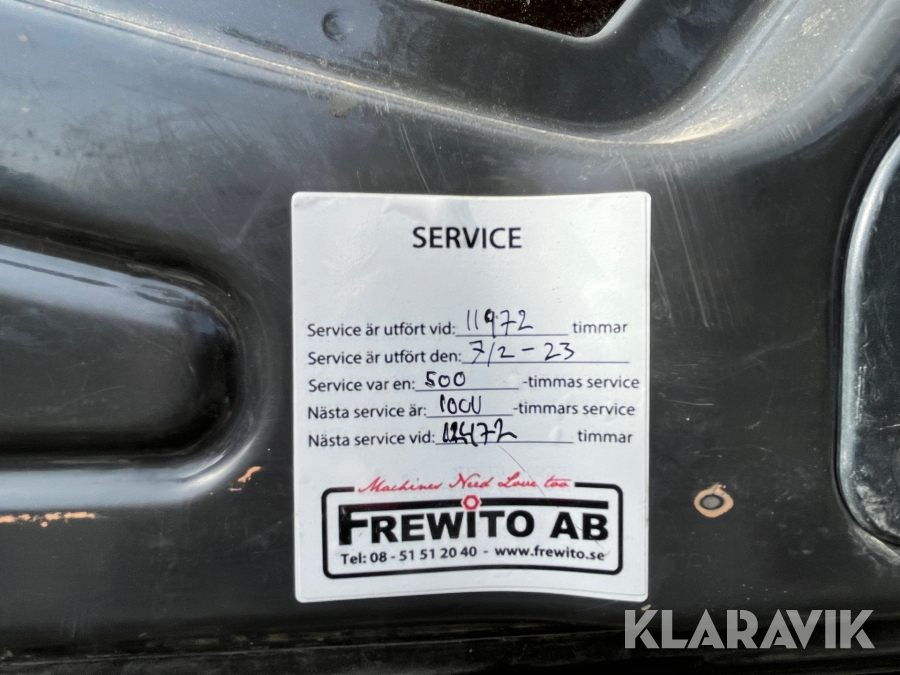 SERVICE
Service är utfört vid: 11972 timmar
Service är utfört den: 7/2-23
Service var en: 500 -timmas service
Nästa service är: 1000 -timmars service
Nästa service vid: 12472 timmar
Machines Need Love too
FREWITO AB
Tel: 08 - 51 51 20 40 - www.frewito.se
KLARAVIK